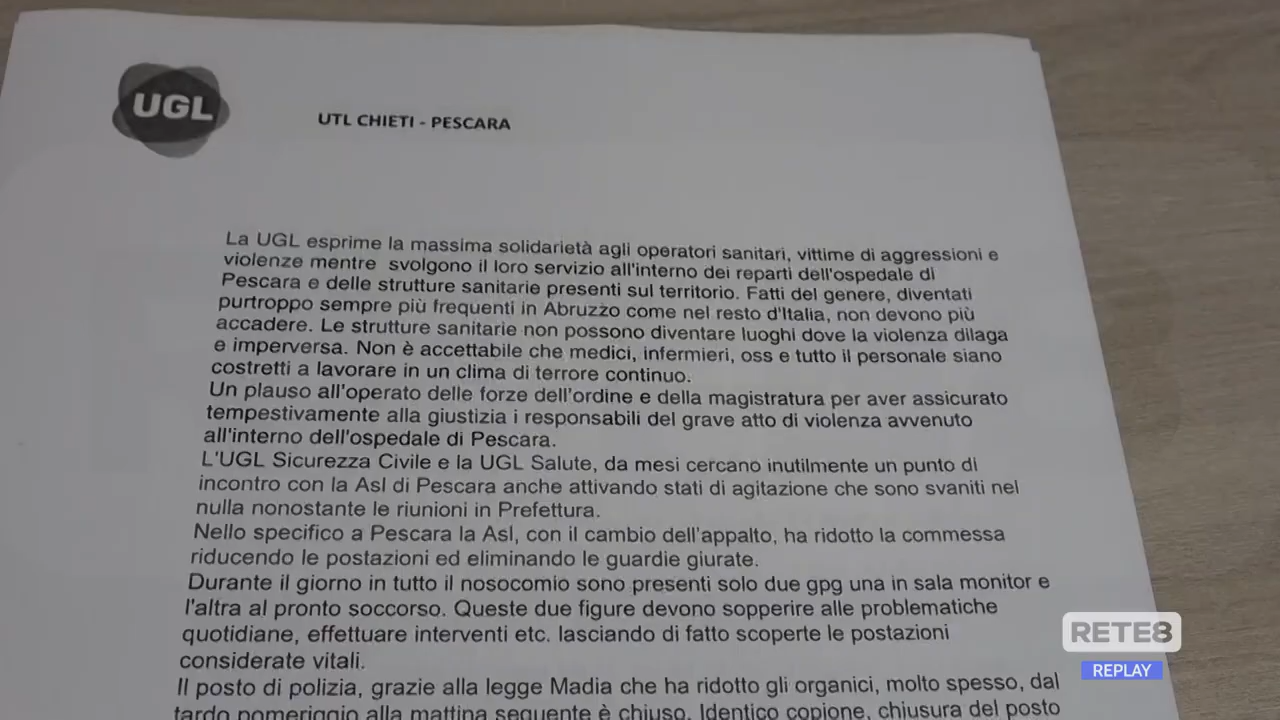 UGL
UTL CHIETI - PESCARA
La UGL esprime la massima solidarietà agli operatori sanitari, vittime di aggressioni e
violenze mentre svolgono il loro servizio all'interno dei reparti dell'ospedale di
Pescara e delle strutture sanitarie presenti sul territorio. Fatti del genere, diventati
purtroppo sempre più frequenti in Abruzzo come nel resto d'Italia, non devono più
accadere. Le strutture sanitarie non possono diventare luoghi dove la violenza dilaga
e imperversa. Non è accettabile che medici, infermieri, oss e tutto il personale siano
costretti a lavorare in un clima di terrore continuo.
Un plauso all'operato delle forze dell'ordine e della magistratura per aver assicurato
tempestivamente alla giustizia i responsabili del grave atto di violenza avvenuto
all'interno dell'ospedale di Pescara.
L'UGL Sicurezza Civile e la UGL Salute, da mesi cercano inutilmente un punto di
incontro con la Asl di Pescara anche attivando stati di agitazione che sono svaniti nel
nulla nonostante le riunioni in Prefettura.
Nello specifico a Pescara la Asl, con il cambio dell'appalto, ha ridotto la commessa
riducendo le postazioni ed eliminando le guardie giurate.
Durante il giorno in tutto il nosocomio sono presenti solo due gpg una in sala monitor e
l'altra al pronto soccorso. Queste due figure devono sopperire alle problematiche
quotidiane, effettuare interventi etc. lasciando di fatto scoperte le postazioni
considerate vitali.
Il posto di polizia, grazie alla legge Madia che ha ridotto gli organici, molto spesso, dal
tardo pomeriggio alla mattina seguente è chiuso. Identico copione, chiusura del posto
RETE8
REPLAY